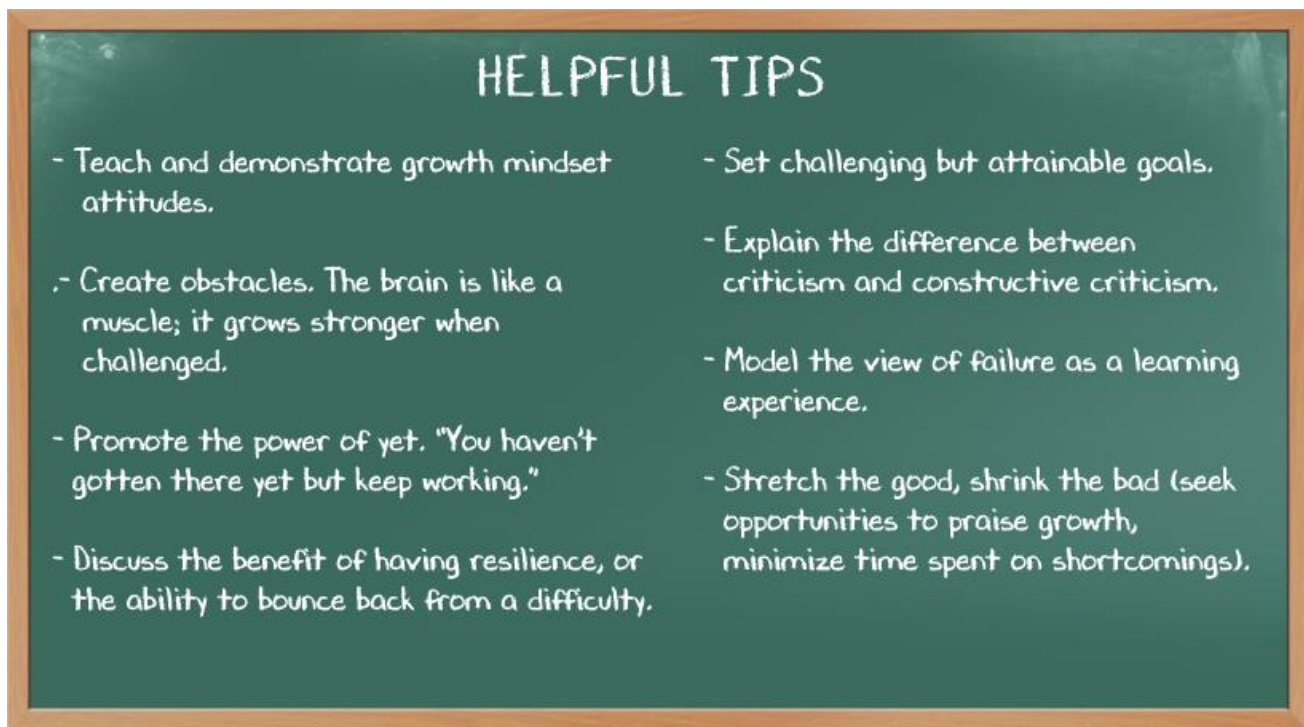 HELPFUL TIPS
- Teach and demonstrate growth mindset
attitudes.
.- Create obstacles. The brain is like a
muscle; it grows stronger when
challenged.
- Promote the power of yet. "You haven't
gotten there yet but keep working."
- Discuss the benefit of having resilience, or
the ability to bounce back from a difficulty.
- Set challenging but attainable goals.
- Explain the difference between
criticism and constructive criticism.
- Model the view of failure as a learning
experience.
- Stretch the good, shrink the bad (seek
opportunities to praise growth,
minimize time spent on shortcomings).